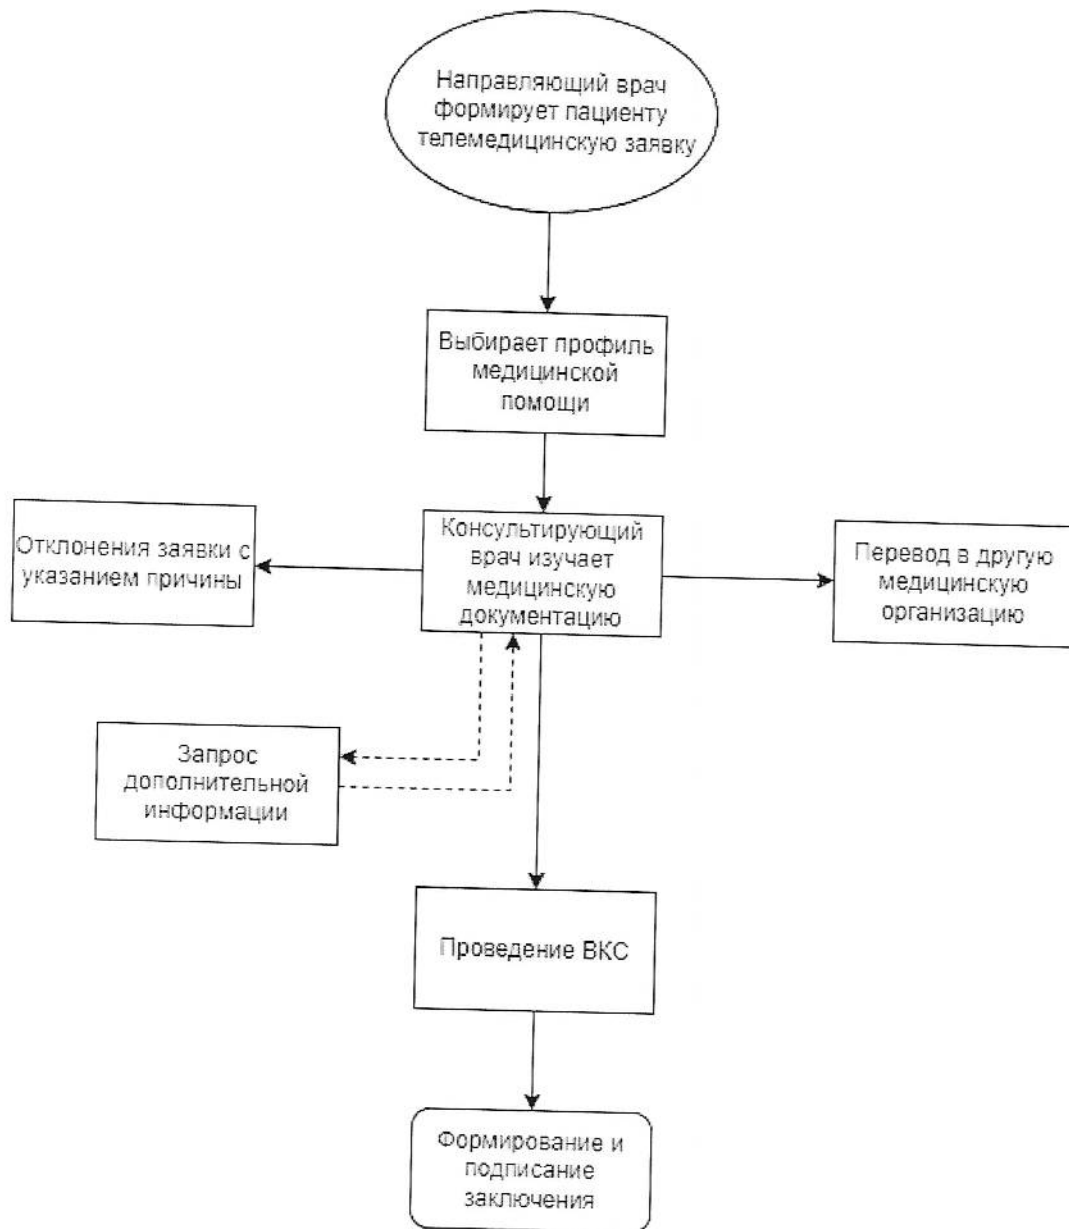 Направляющий врач
формирует пациенту
телемедицинскую заявку
Выбирает профиль
медицинской
помощи
Отклонения заявки с
указанием причины
Консультирующий
врач изучает
медицинскую
документацию
Перевод в другую
медицинскую
организацию
Запрос
дополнительной
информации
Проведение ВКС
Формирование и
подписание
заключения